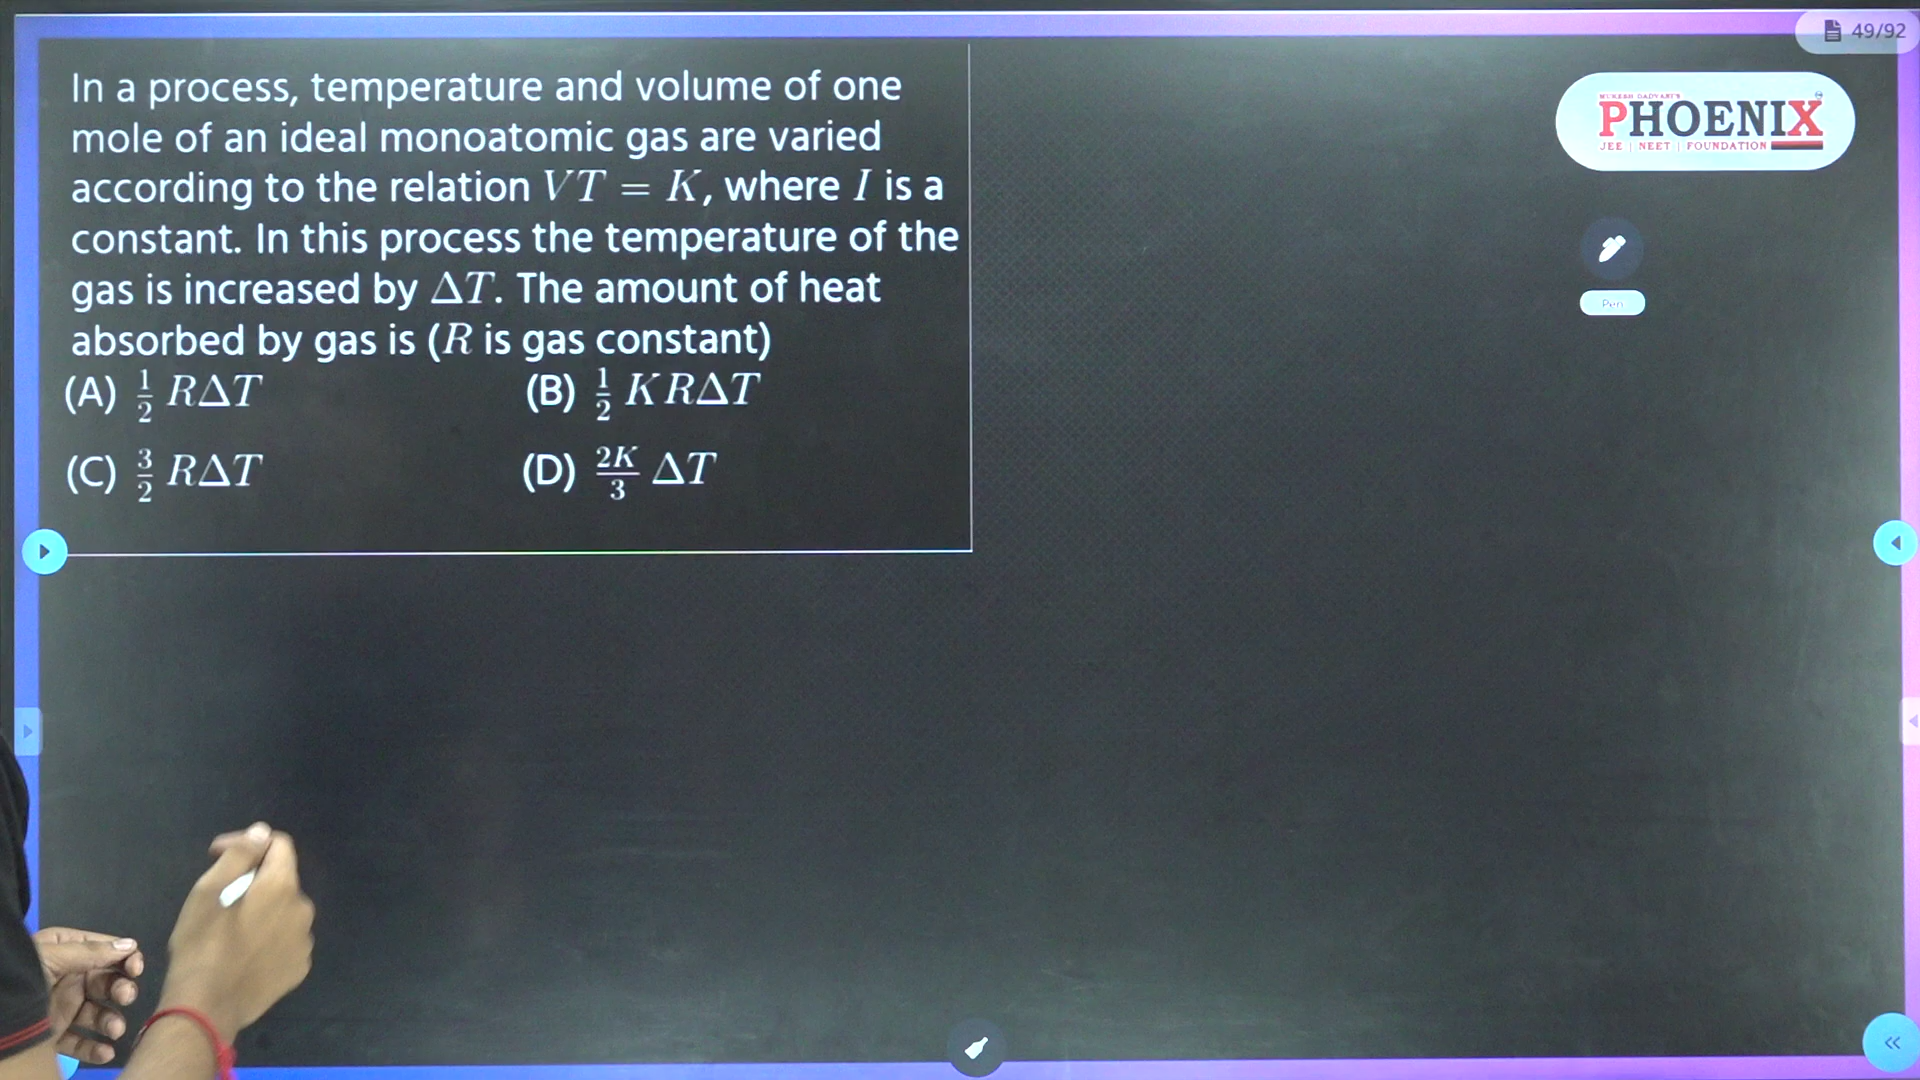 49/92
In a process, temperature and volume of one
mole of an ideal monoatomic gas are varied
according to the relation VT = K, where I is a
constant. In this process the temperature of the
gas is increased by ΔT. The amount of heat
absorbed by gas is (R is gas constant)
(A) 1/2 RΔT (B) 1/2 KRΔT
(C) 3/2 RΔT (D) 2K/3 ΔT
MUKESH DADVANI'S
PHOENIX
JEE | NEET | FOUNDATION
Pen